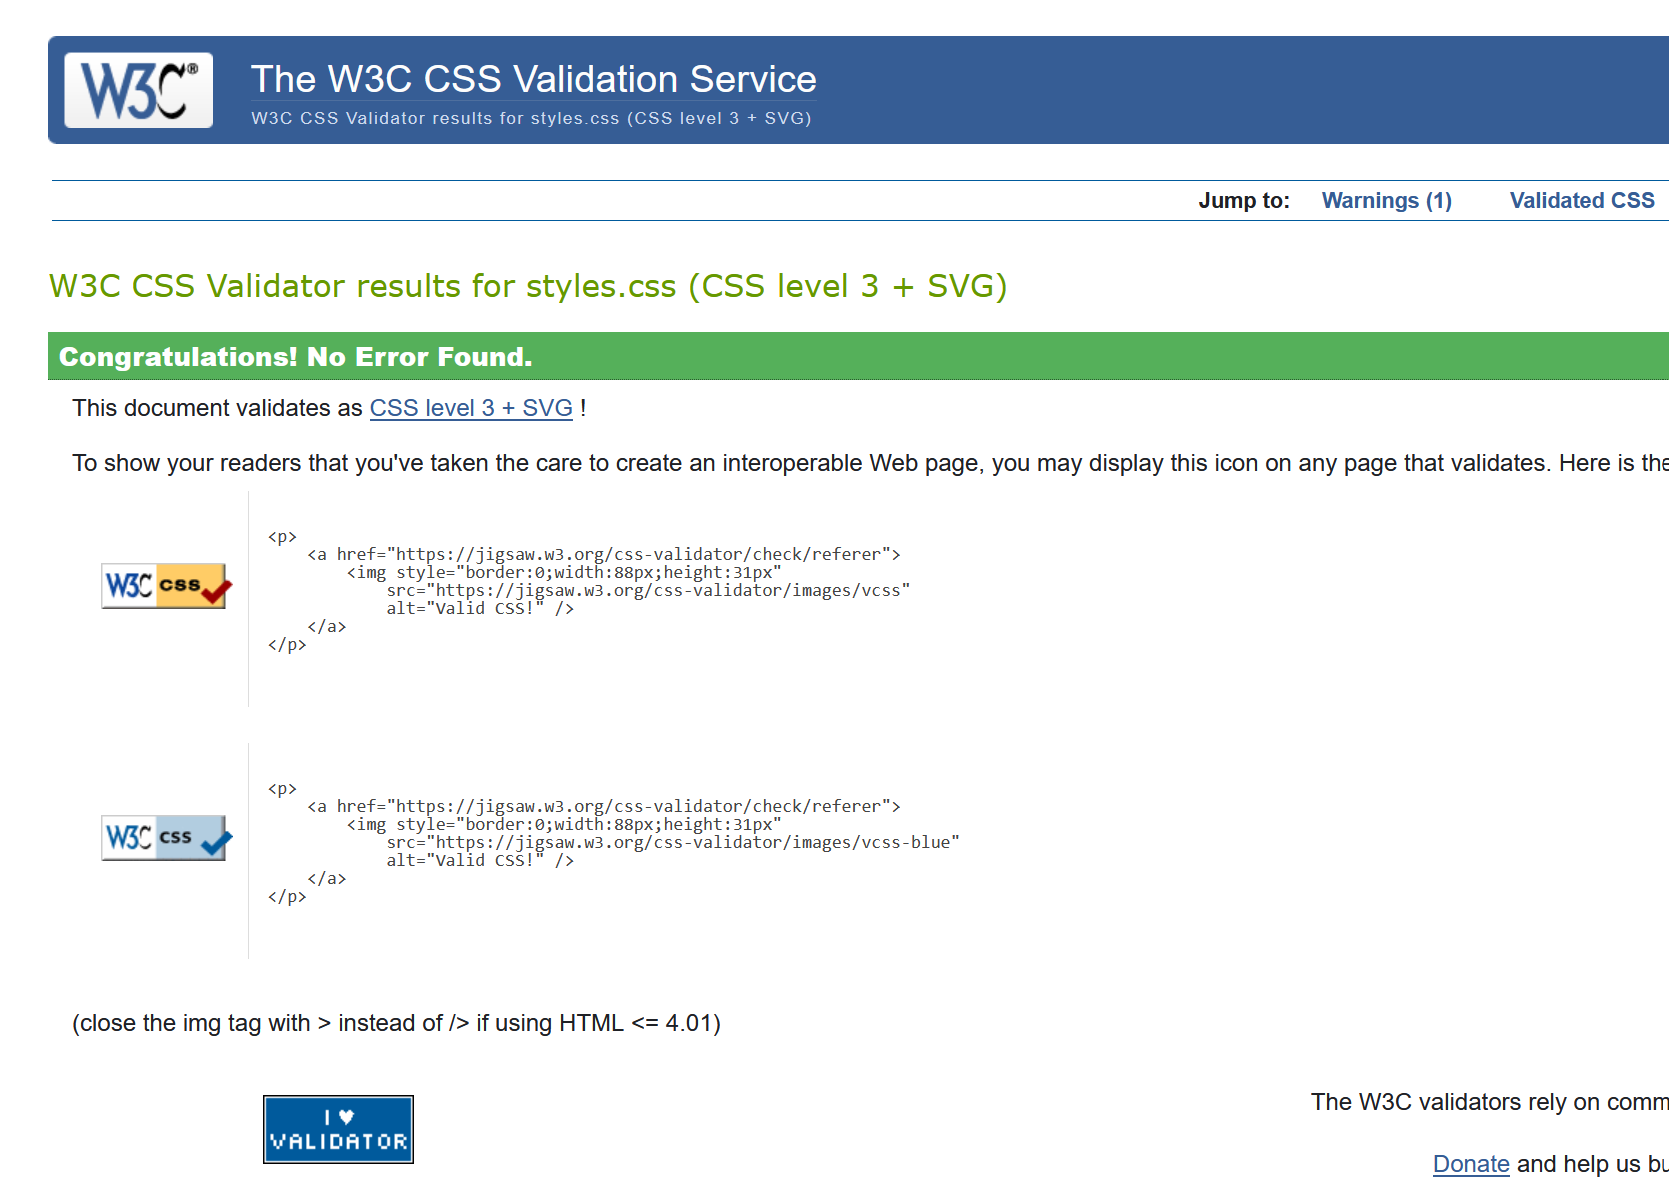 W3C®
The W3C CSS Validation Service
W3C CSS Validator results for styles.css (CSS level 3 + SVG)
Jump to: Warnings (1) Validated CSS
W3C CSS Validator results for styles.css (CSS level 3 + SVG)
Congratulations! No Error Found.
This document validates as CSS level 3 + SVG !
To show your readers that you've taken the care to create an interoperable Web page, you may display this icon on any page that validates. Here is the
W3C css
<p>
    <a href="https://jigsaw.w3.org/css-validator/check/referer">
        <img style="border:0;width:88px;height:31px"
            src="https://jigsaw.w3.org/css-validator/images/vcss"
            alt="Valid CSS!" />
    </a>
</p>
W3C css
<p>
    <a href="https://jigsaw.w3.org/css-validator/check/referer">
        <img style="border:0;width:88px;height:31px"
            src="https://jigsaw.w3.org/css-validator/images/vcss-blue"
            alt="Valid CSS!" />
    </a>
</p>
(close the img tag with > instead of /> if using HTML <= 4.01)
I ♥
VALIDATOR
The W3C validators rely on comm
Donate and help us bu